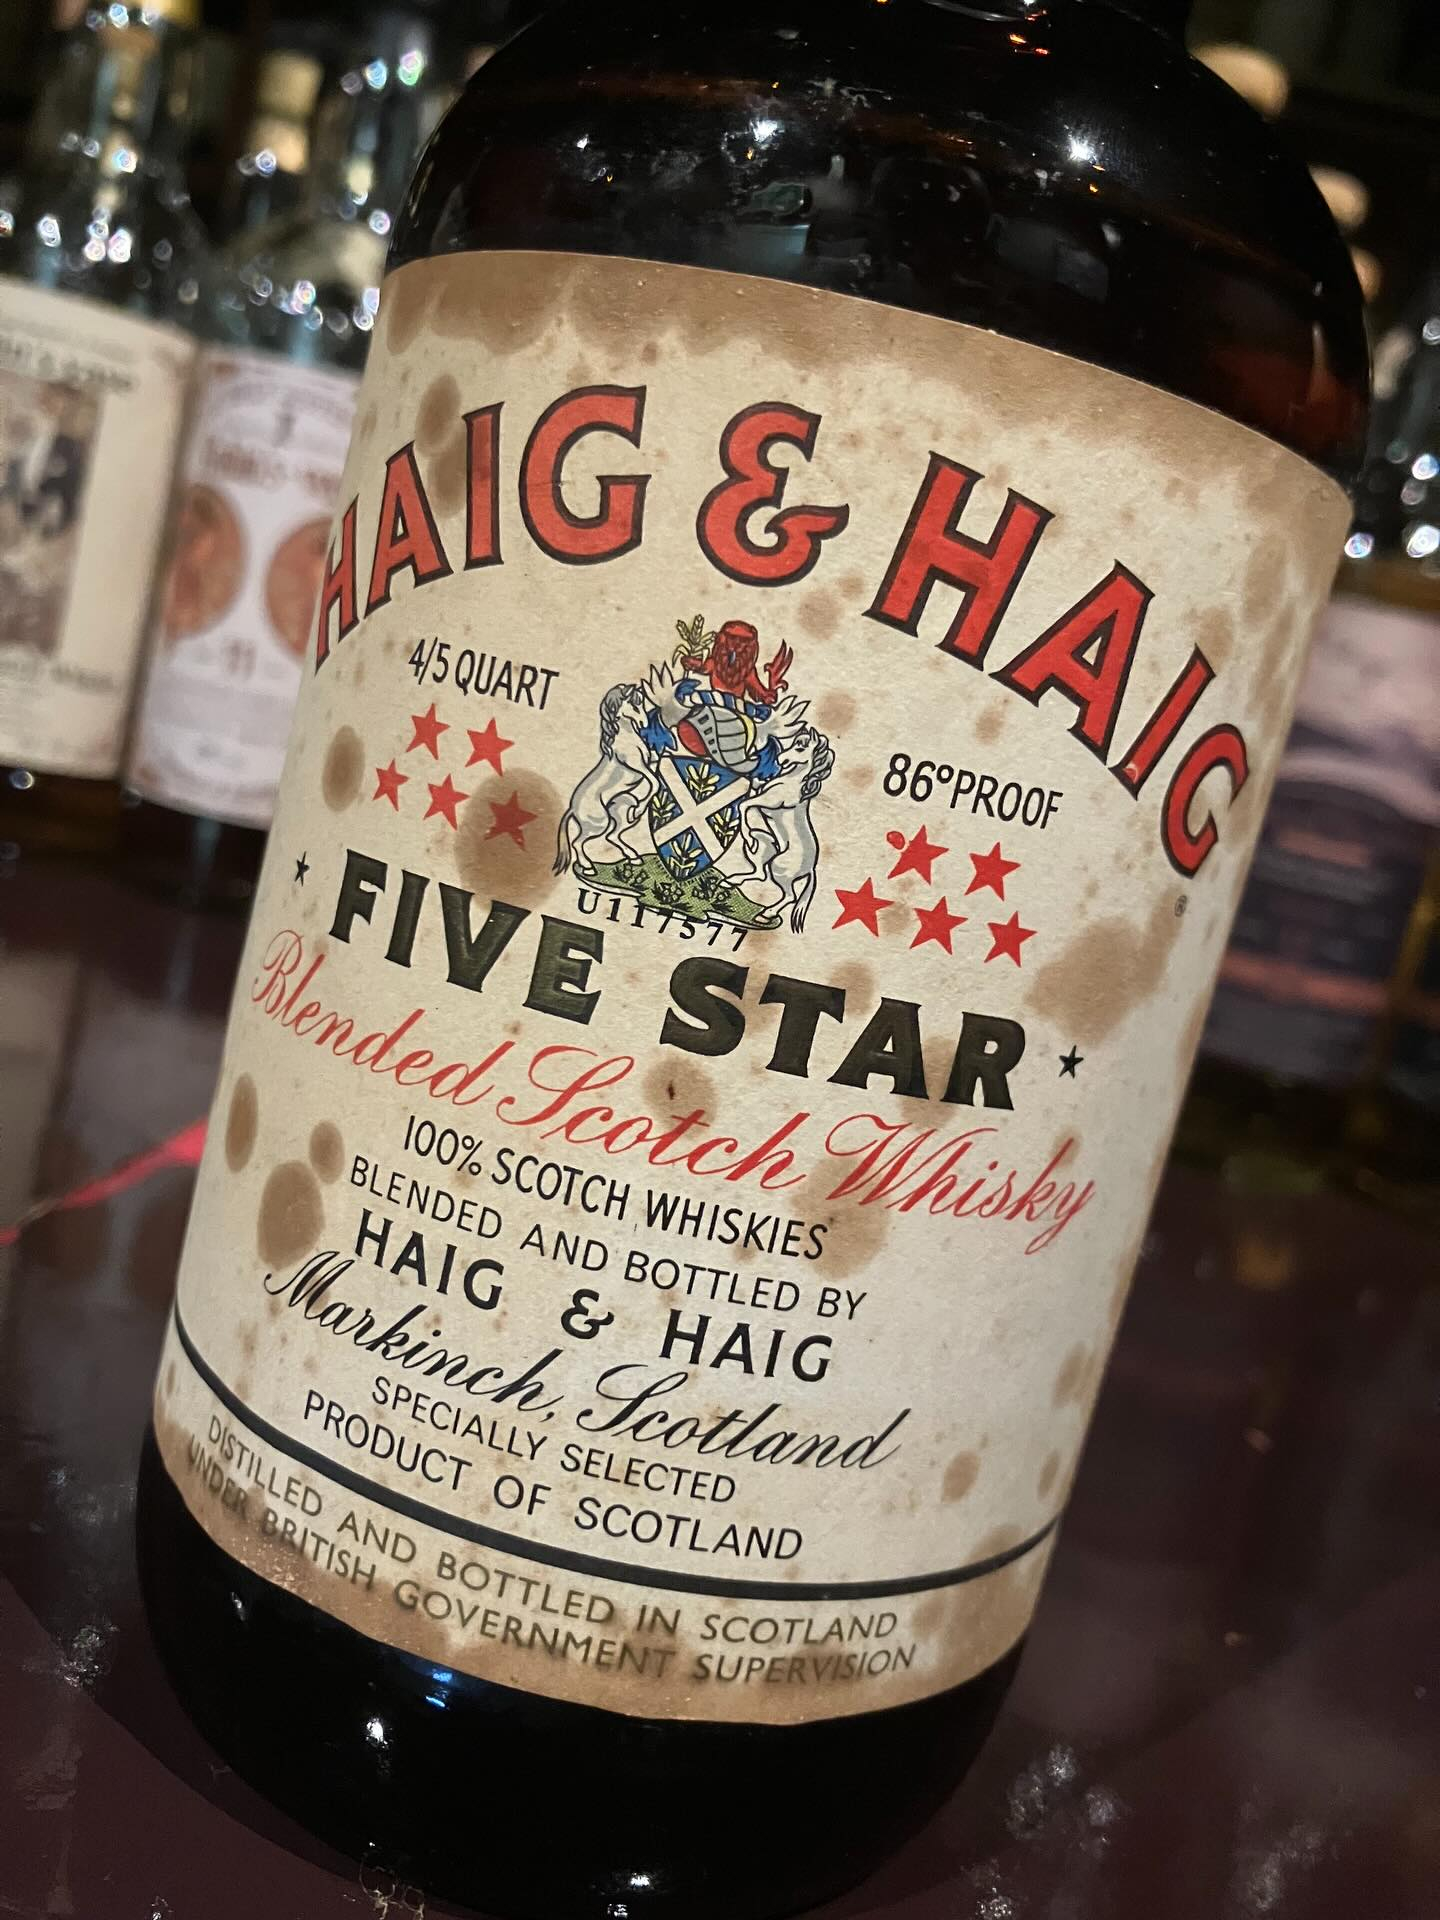 HAIG & HAIG
4/5 QUART
86° PROOF
®
U117577
FIVE STAR
Blended Scotch Whisky
100% SCOTCH WHISKIES
BLENDED AND BOTTLED BY
HAIG & HAIG
Markinch, Scotland
SPECIALLY SELECTED
PRODUCT OF SCOTLAND
DISTILLED AND BOTTLED IN SCOTLAND
UNDER BRITISH GOVERNMENT SUPERVISION